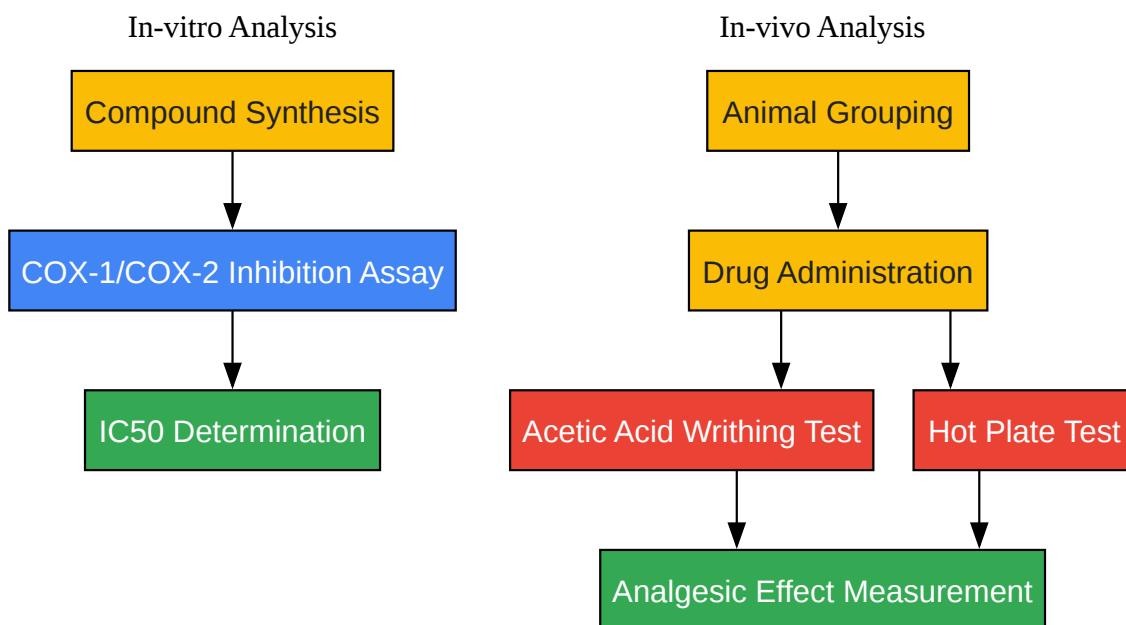 In-vitro Analysis
Compound Synthesis
COX-1/COX-2 Inhibition Assay
IC50 Determination
In-vivo Analysis
Animal Grouping
Drug Administration
Acetic Acid Writhing Test
Hot Plate Test
Analgesic Effect Measurement